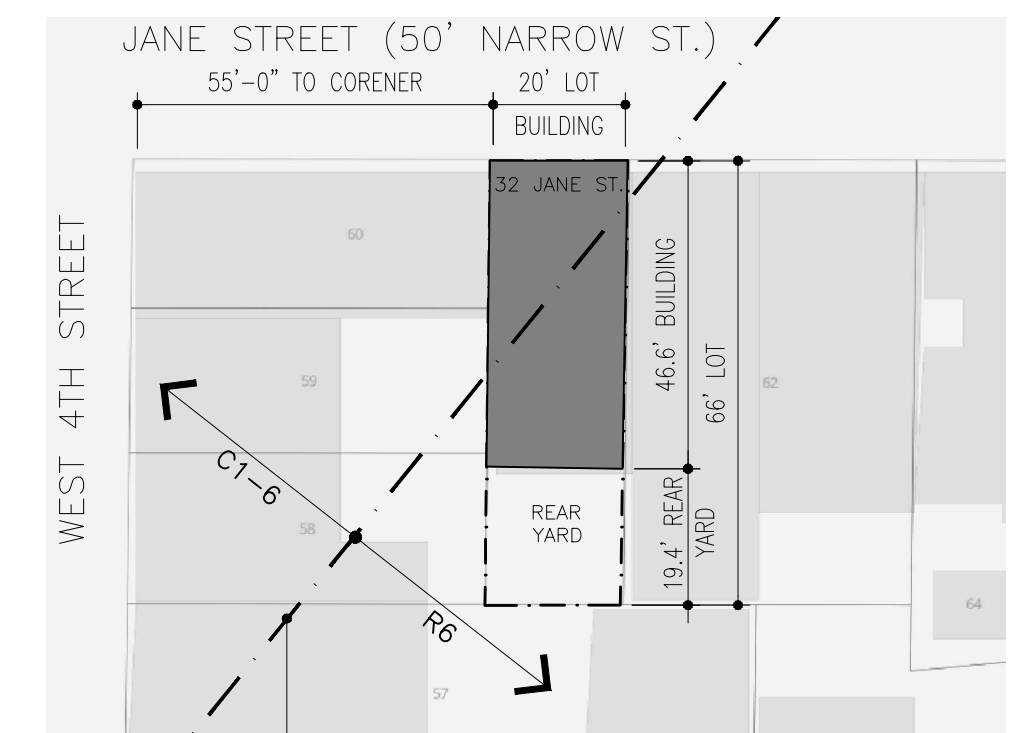 JANE STREET (50' NARROW ST.)
55'-0" TO CORENER
20' LOT
BUILDING
32 JANE ST.
WEST 4TH STREET
60
46.6' BUILDING
66' LOT
59
62
C1-6
58
REAR
YARD
19.4' REAR
YARD
64
R6
57